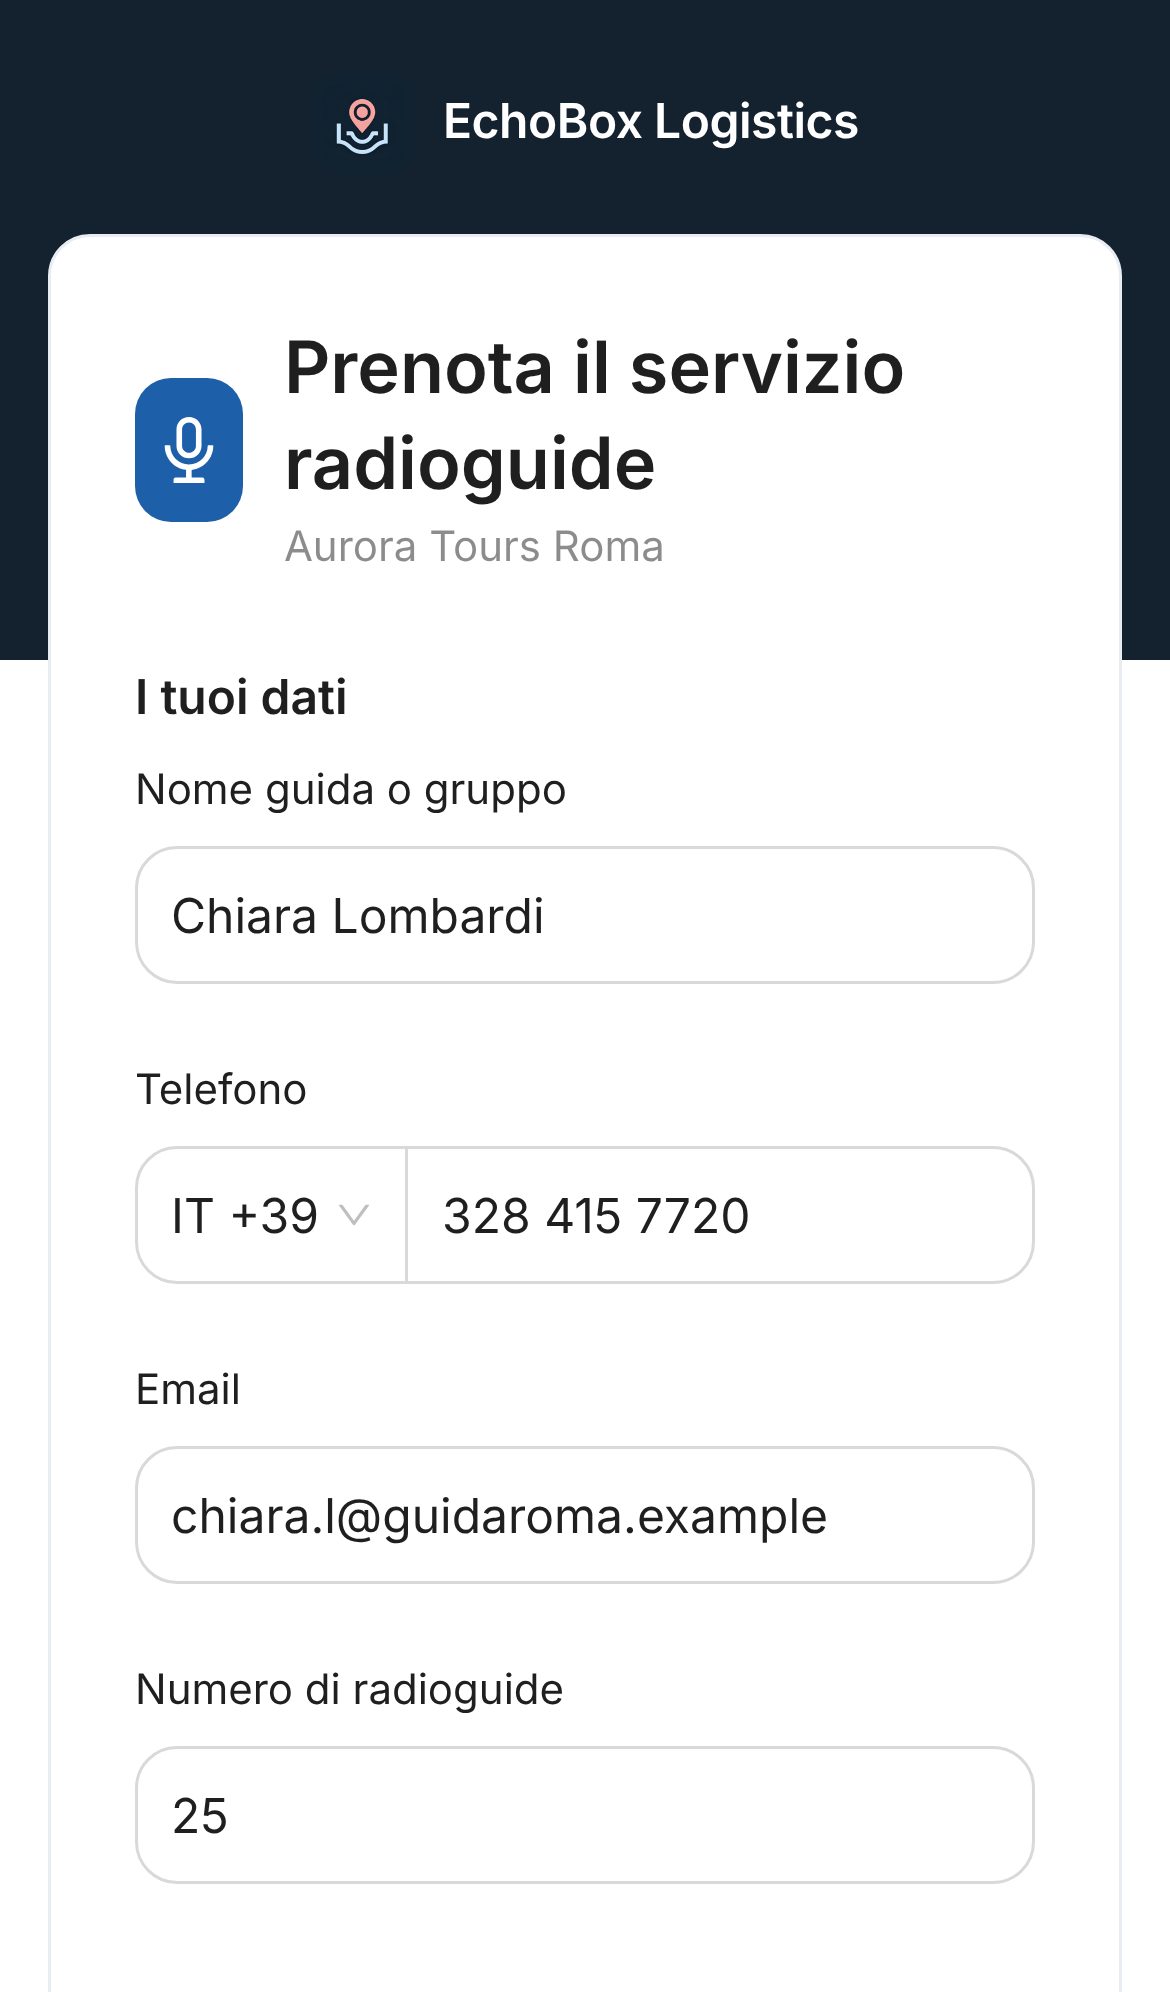 EchoBox Logistics
Prenota il servizio
radioguide
Aurora Tours Roma
I tuoi dati
Nome guida o gruppo
Chiara Lombardi
Telefono
IT +39 328 415 7720
Email
chiara.l@guidaroma.example
Numero di radioguide
25